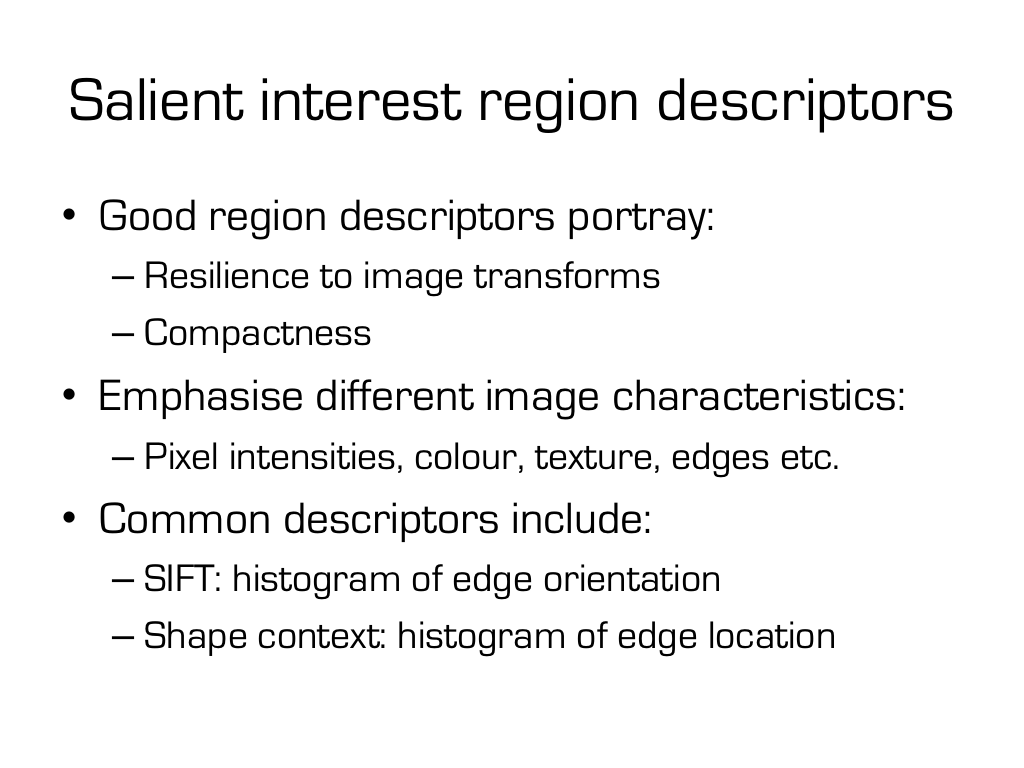 Salient interest region descriptors
• Good region descriptors portray:
– Resilience to image transforms
– Compactness
• Emphasise different image characteristics:
– Pixel intensities, colour, texture, edges etc.
• Common descriptors include:
– SIFT: histogram of edge orientation
– Shape context: histogram of edge location